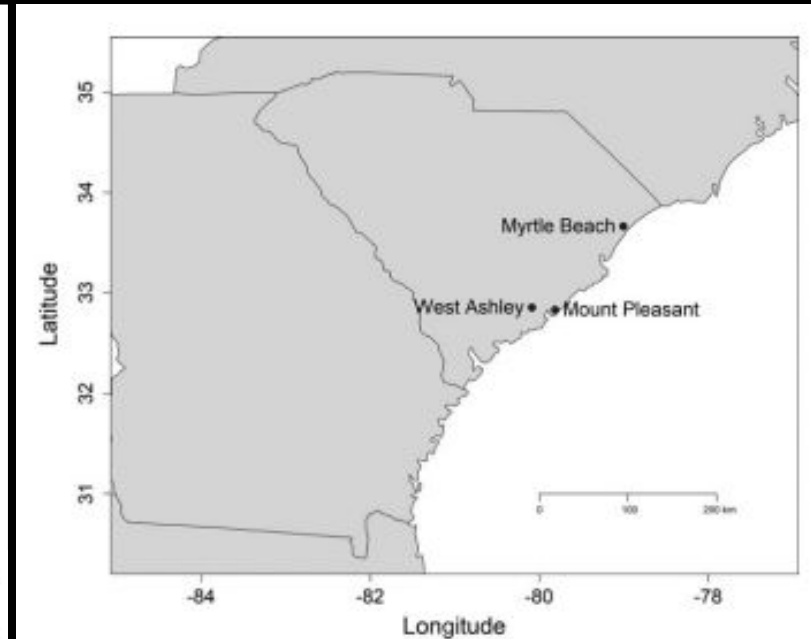 35
34
Myrtle Beach
33
West Ashley
Mount Pleasant
32
31
0 100 200 km
-84 -82 -80 -78
Longitude
Latitude